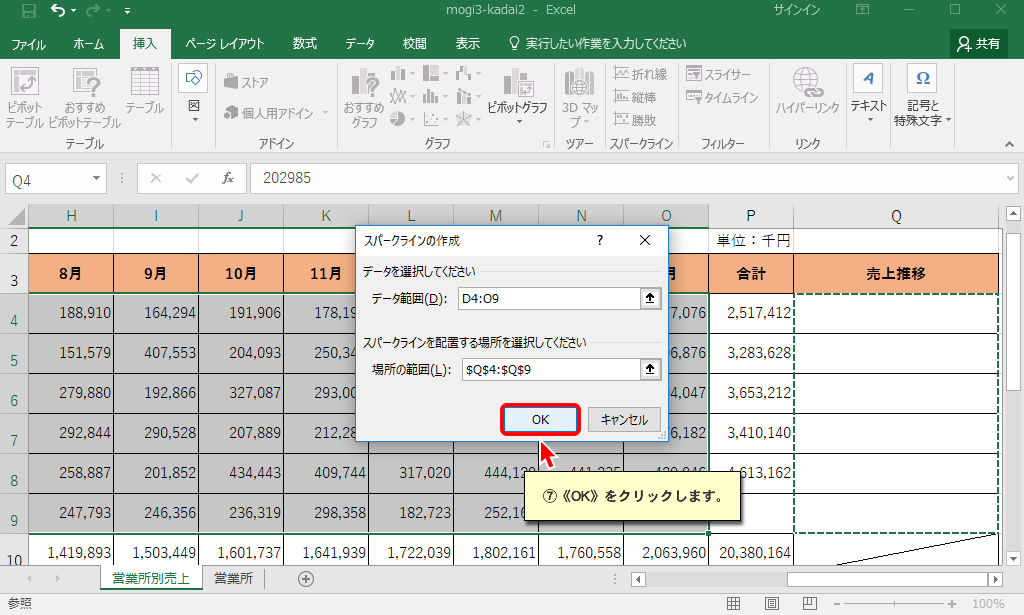 mogi3-kadai2 - Excel
サインイン
ファイル ホーム 挿入 ページ レイアウト 数式 データ 校閲 表示 実行したい作業を入力してください 共有
ピボットテーブル
おすすめピボットテーブル
テーブル
図
ストア
個人用アドイン
おすすめグラフ
ピボットグラフ
3D マップ
折れ線
縦棒
勝敗
スライサー
タイムライン
ハイパーリンク
テキスト
記号と特殊文字
テーブル アドイン グラフ ツアー スパークライン フィルター リンク
Q4 fx 202985
H I J K L M N O P Q
2 単位：千円
3 8月 9月 10月 11月 月 合計 売上推移
4 188,910 164,294 191,906 178,19 7,076 2,517,412
5 151,579 407,553 204,093 250,34 6,876 3,283,628
6 279,880 192,866 327,087 293,00 4,047 3,653,212
7 292,844 290,528 207,889 212,28 6,182 3,410,140
8 258,887 201,852 434,443 409,744 317,020 444,120 4,613,162
9 247,793 246,356 236,319 298,358 182,723 252,16
10 1,419,893 1,503,449 1,601,737 1,641,939 1,722,039 1,802,161 1,760,558 2,063,960 20,380,164
スパークラインの作成 ?
データを選択してください
データ範囲(D): D4:O9
スパークラインを配置する場所を選択してください
場所の範囲(L): $Q$4:$Q$9
OK キャンセル
⑦《OK》をクリックします。
営業所別売上 営業所
参照 100%